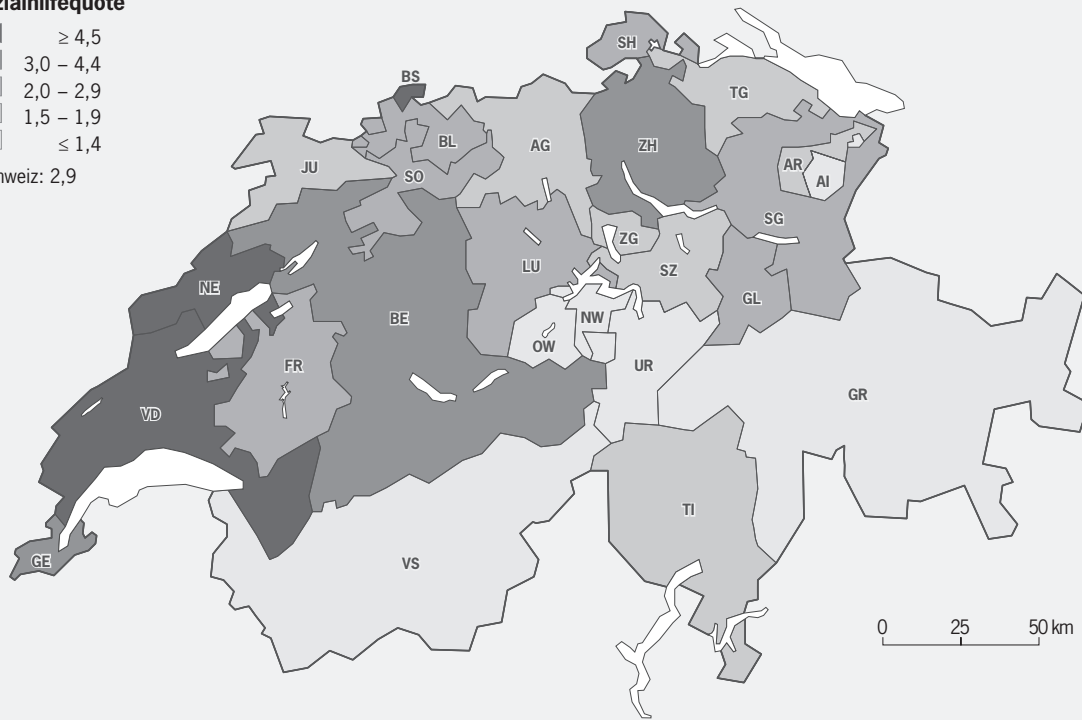 zialhilfequote
≥ 4,5
3,0 – 4,4
2,0 – 2,9
1,5 – 1,9
≤ 1,4
weiz: 2,9
SH
BS
TG
BL
AG
ZH
JU
SO
AR
AI
SG
ZG
LU
SZ
NE
GL
BE
NW
OW
FR
UR
GR
VD
TI
GE
VS
0 25 50 km